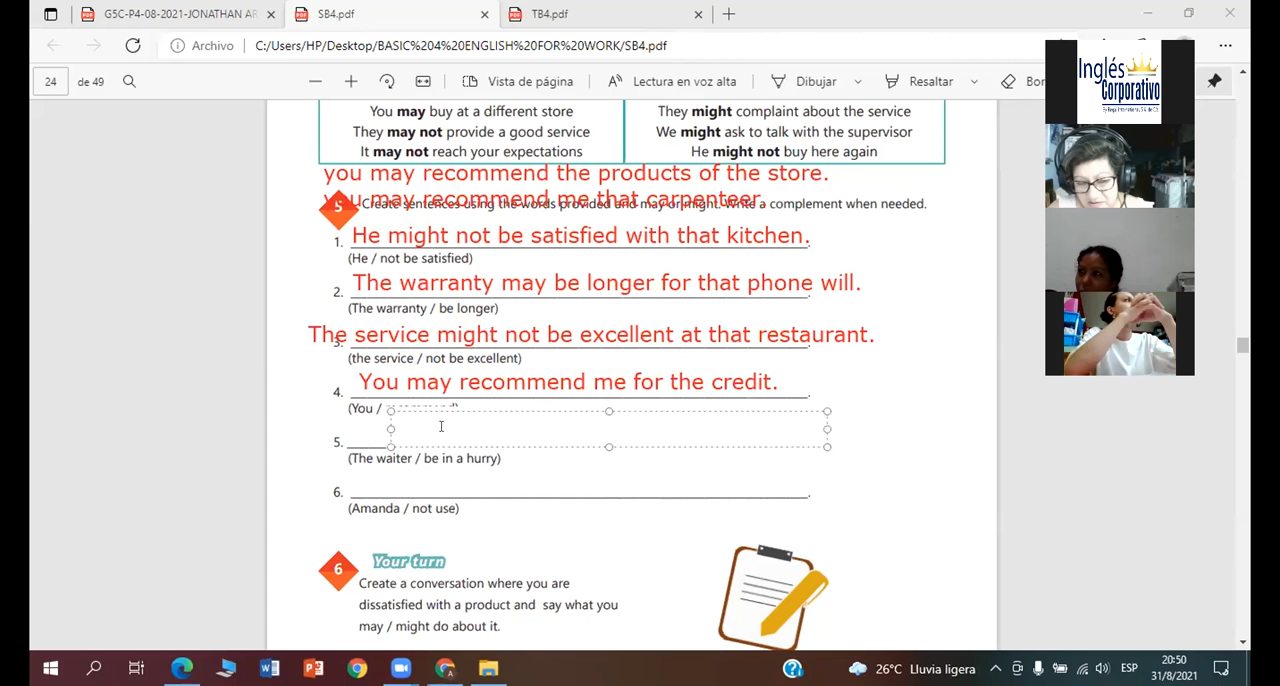 G5C-P4-08-2021-JONATHAN AR
SB4.pdf
TB4.pdf
Archivo
C:/Users/HP/Desktop/BASIC%204%20ENGLISH%20FOR%20WORK/SB4.pdf
24
de 49
Vista de página
Lectura en voz alta
Dibujar
Resaltar
Bor
Inglés
Corporativo
You may buy at a different store
They may not provide a good service
It may not reach your expectations
They might complaint about the service
We might ask to talk with the supervisor
He might not buy here again
you may recommend the products of the store.
you may recommend me that carpenteer.
5 Create sentences using the words provided and may or might. Write a complement when needed.
1. He might not be satisfied with that kitchen.
(He / not be satisfied)
2. The warranty may be longer for that phone will.
(The warranty / be longer)
3. The service might not be excellent at that restaurant.
(the service / not be excellent)
4. You may recommend me for the credit.
(You /
5.
(The waiter / be in a hurry)
6.
(Amanda / not use)
6 Your turn
Create a conversation where you are
dissatisfied with a product and say what you
may / might do about it.
26°C Lluvia ligera
ESP
20:50
31/8/2021